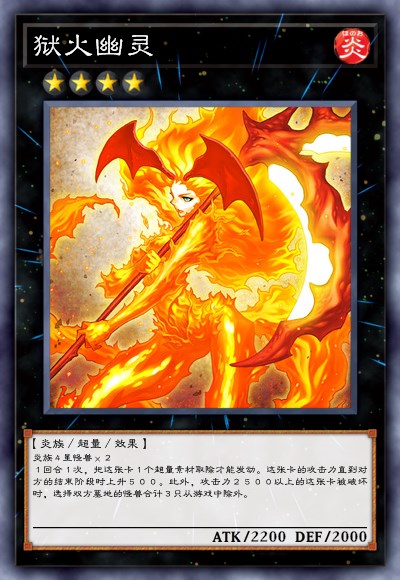 狱火幽灵
ほのお
炎
【炎族／超量／效果】
炎族4星怪兽×2
1回合1次，把这张卡1个超量素材取除才能发动。这张卡的攻击力直到对
方的结束阶段时上升500。此外，攻击力2500以上的这张卡被破坏
时，选择双方墓地的怪兽合计3只从游戏中除外。
ATK/2200 DEF/2000